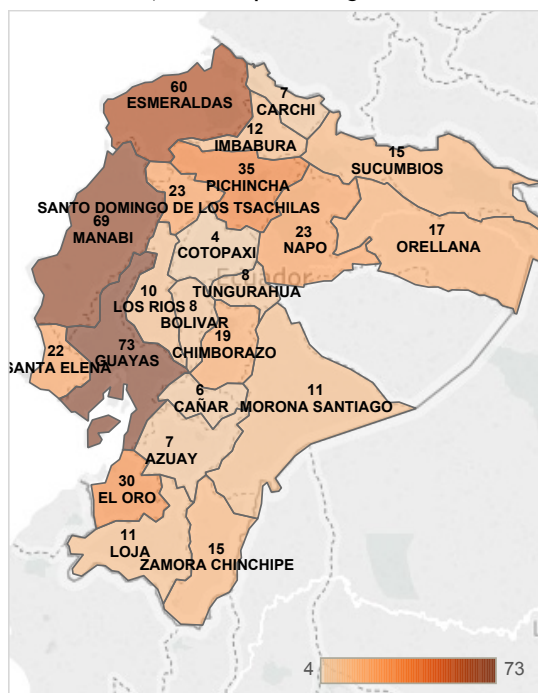 60
ESMERALDAS
7
CARCHI
12
IMBABURA
15
SUCUMBIOS
35
PICHINCHA
23
SANTO DOMINGO DE LOS TSACHILAS
69
MANABI
4
COTOPAXI
23
NAPO
17
ORELLANA
Ecuador
8
TUNGURAHUA
10
LOS RIOS
8
BOLIVAR
19
CHIMBORAZO
73
GUAYAS
22
SANTA ELENA
6
CAÑAR
11
MORONA SANTIAGO
7
AZUAY
30
EL ORO
11
LOJA
15
ZAMORA CHINCHIPE
4 73